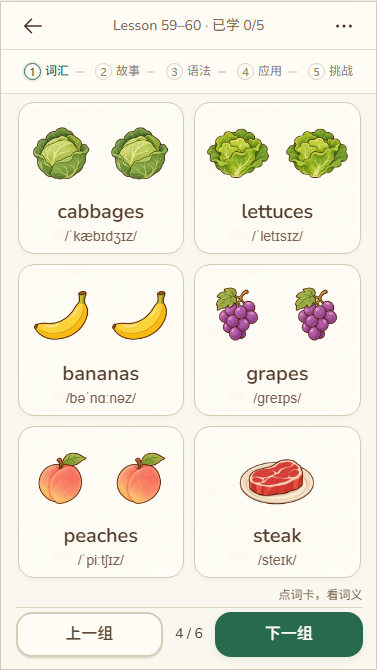 Lesson 59–60 · 已学 0/5
1 词汇 – 2 故事 – 3 语法 – 4 应用 – 5 挑战
cabbages lettuces
/ˈkæbɪdʒɪz/ /ˈletɪsɪz/
bananas grapes
/bəˈnɑːnəz/ /ɡreɪps/
peaches steak
/ˈpiːtʃɪz/ /steɪk/
点词卡，看词义
上一组 4 / 6 下一组